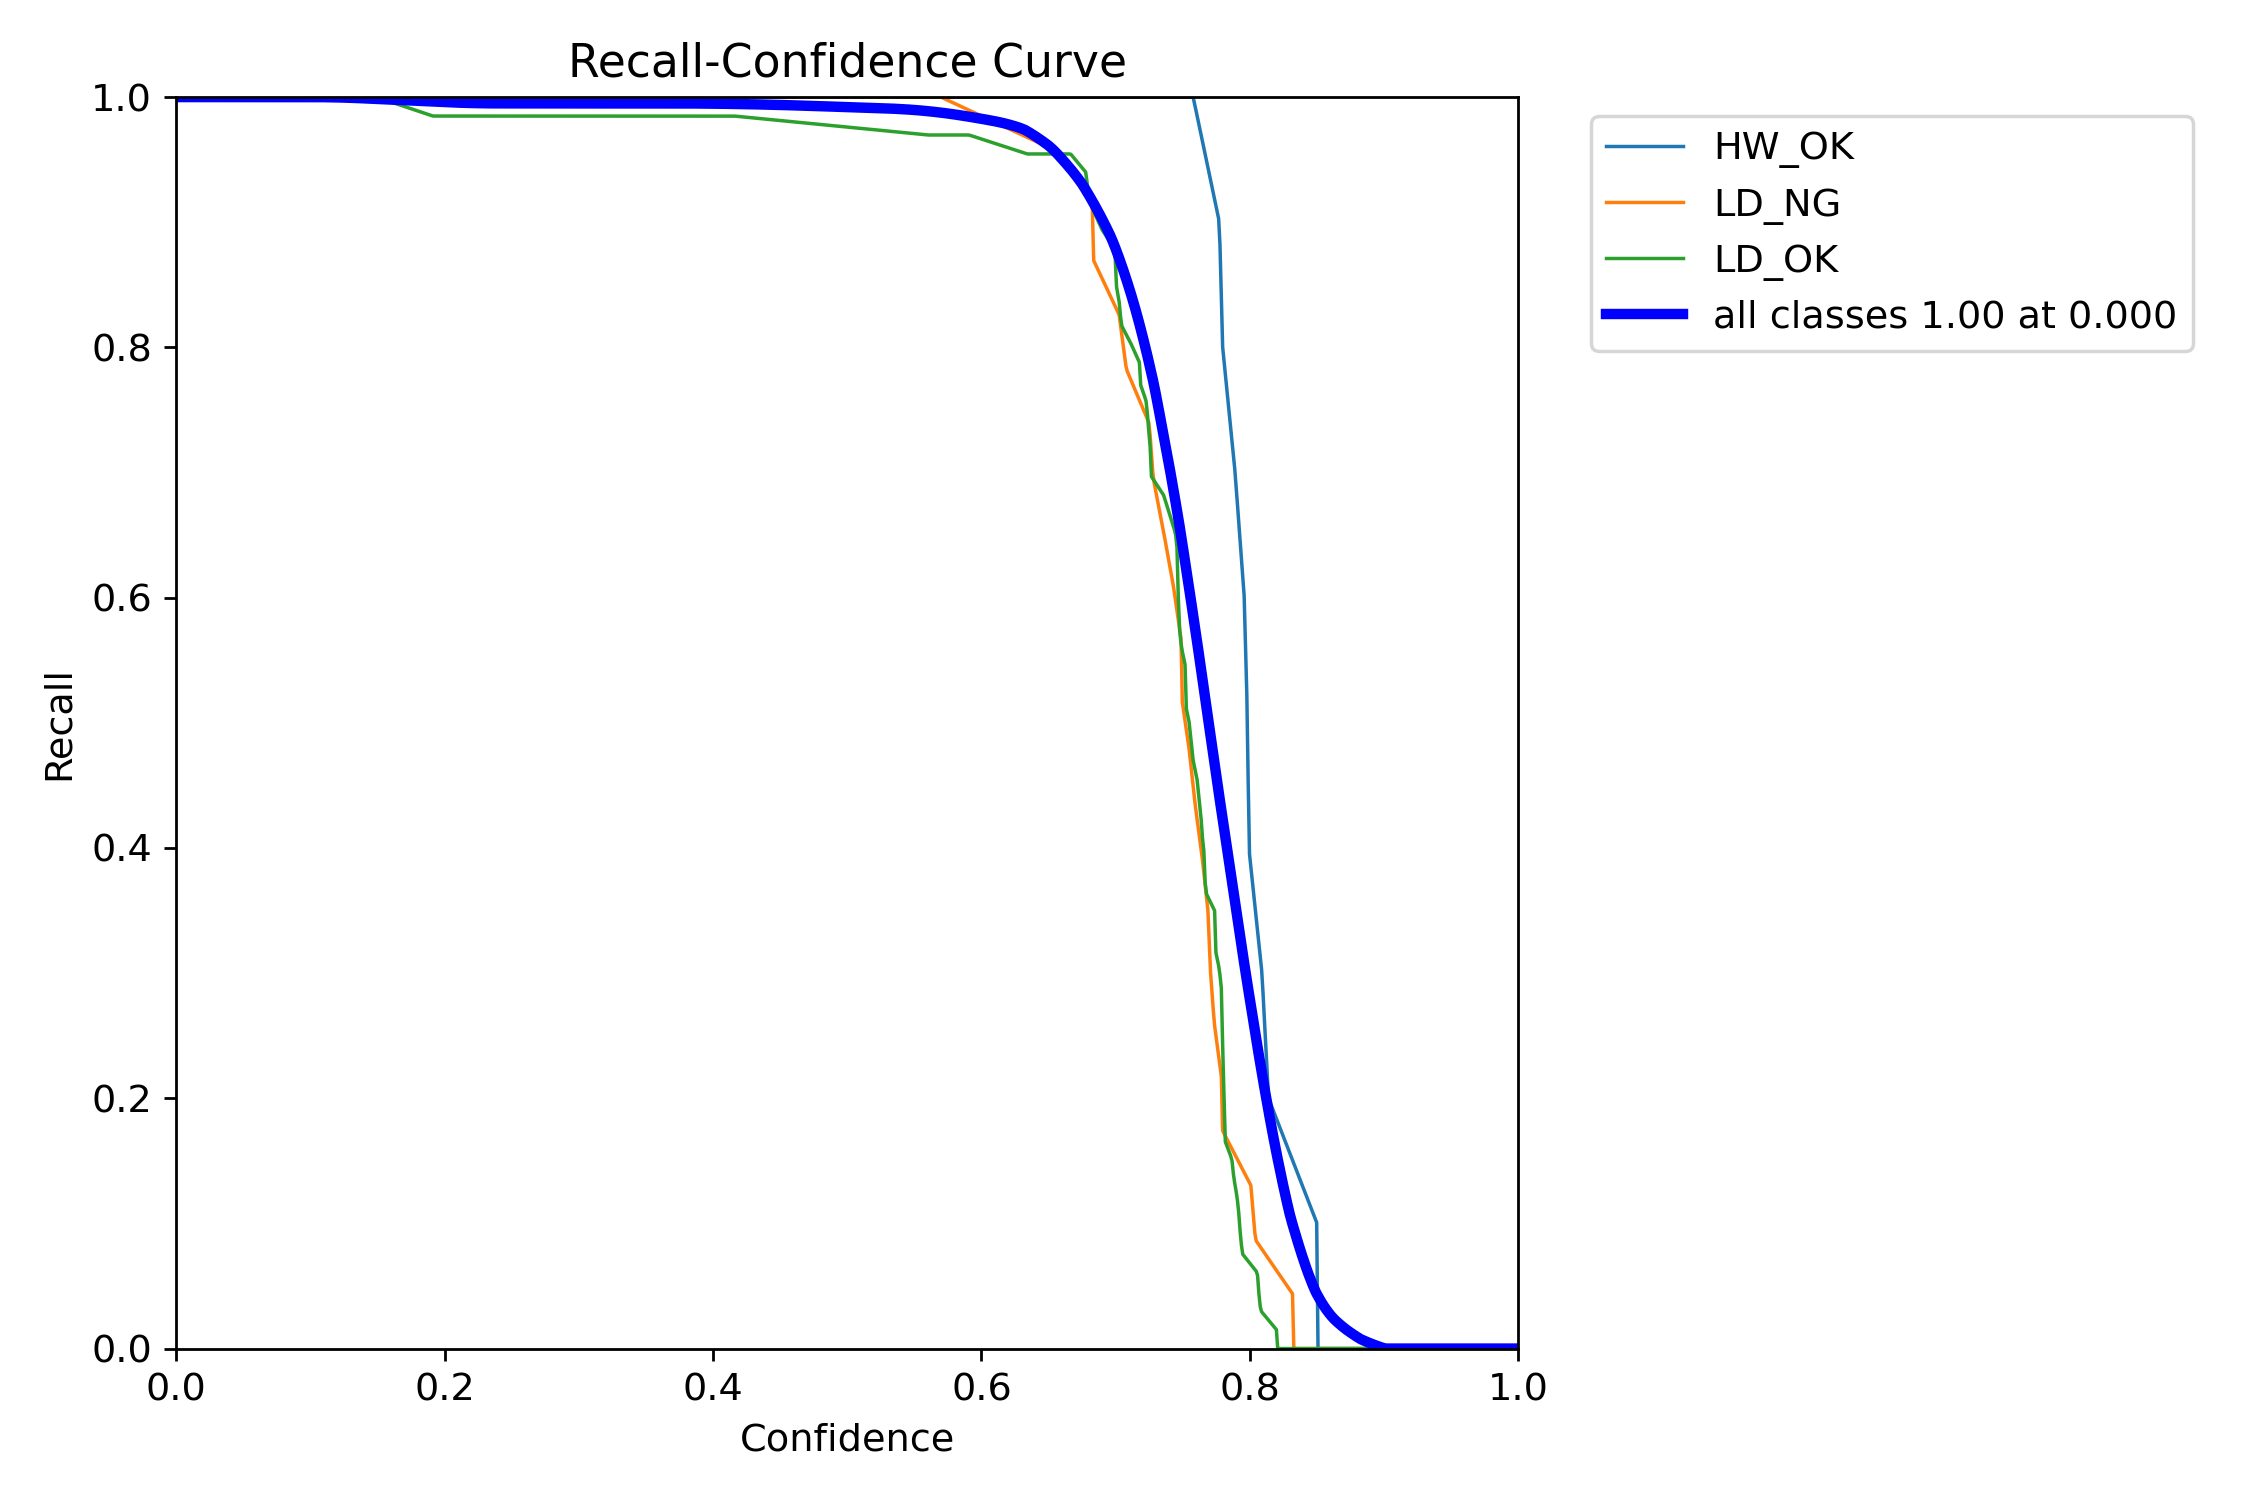 Recall-Confidence Curve
1.0
0.8
0.6
0.4
0.2
0.0
Recall
0.0 0.2 0.4 0.6 0.8 1.0
Confidence
HW_OK
LD_NG
LD_OK
all classes 1.00 at 0.000